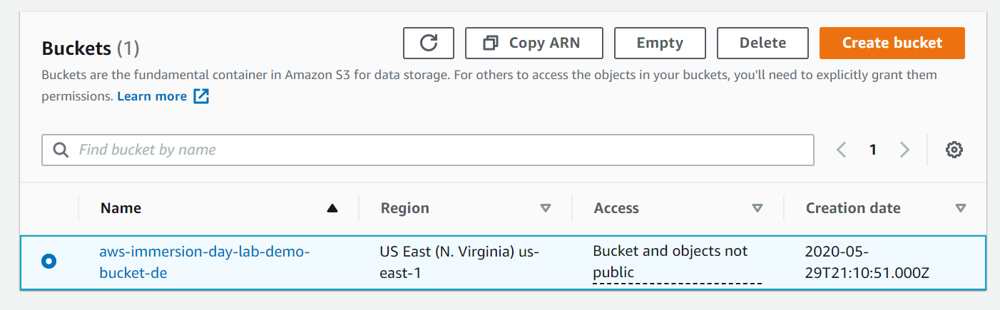 Buckets (1)
Copy ARN
Empty
Delete
Create bucket
Buckets are the fundamental container in Amazon S3 for data storage. For others to access the objects in your buckets, you'll need to explicitly grant them
permissions. Learn more
Find bucket by name
1
Name
Region
Access
Creation date
aws-immersion-day-lab-demo-
bucket-de
US East (N. Virginia) us-
east-1
Bucket and objects not
public
2020-05-
29T21:10:51.000Z